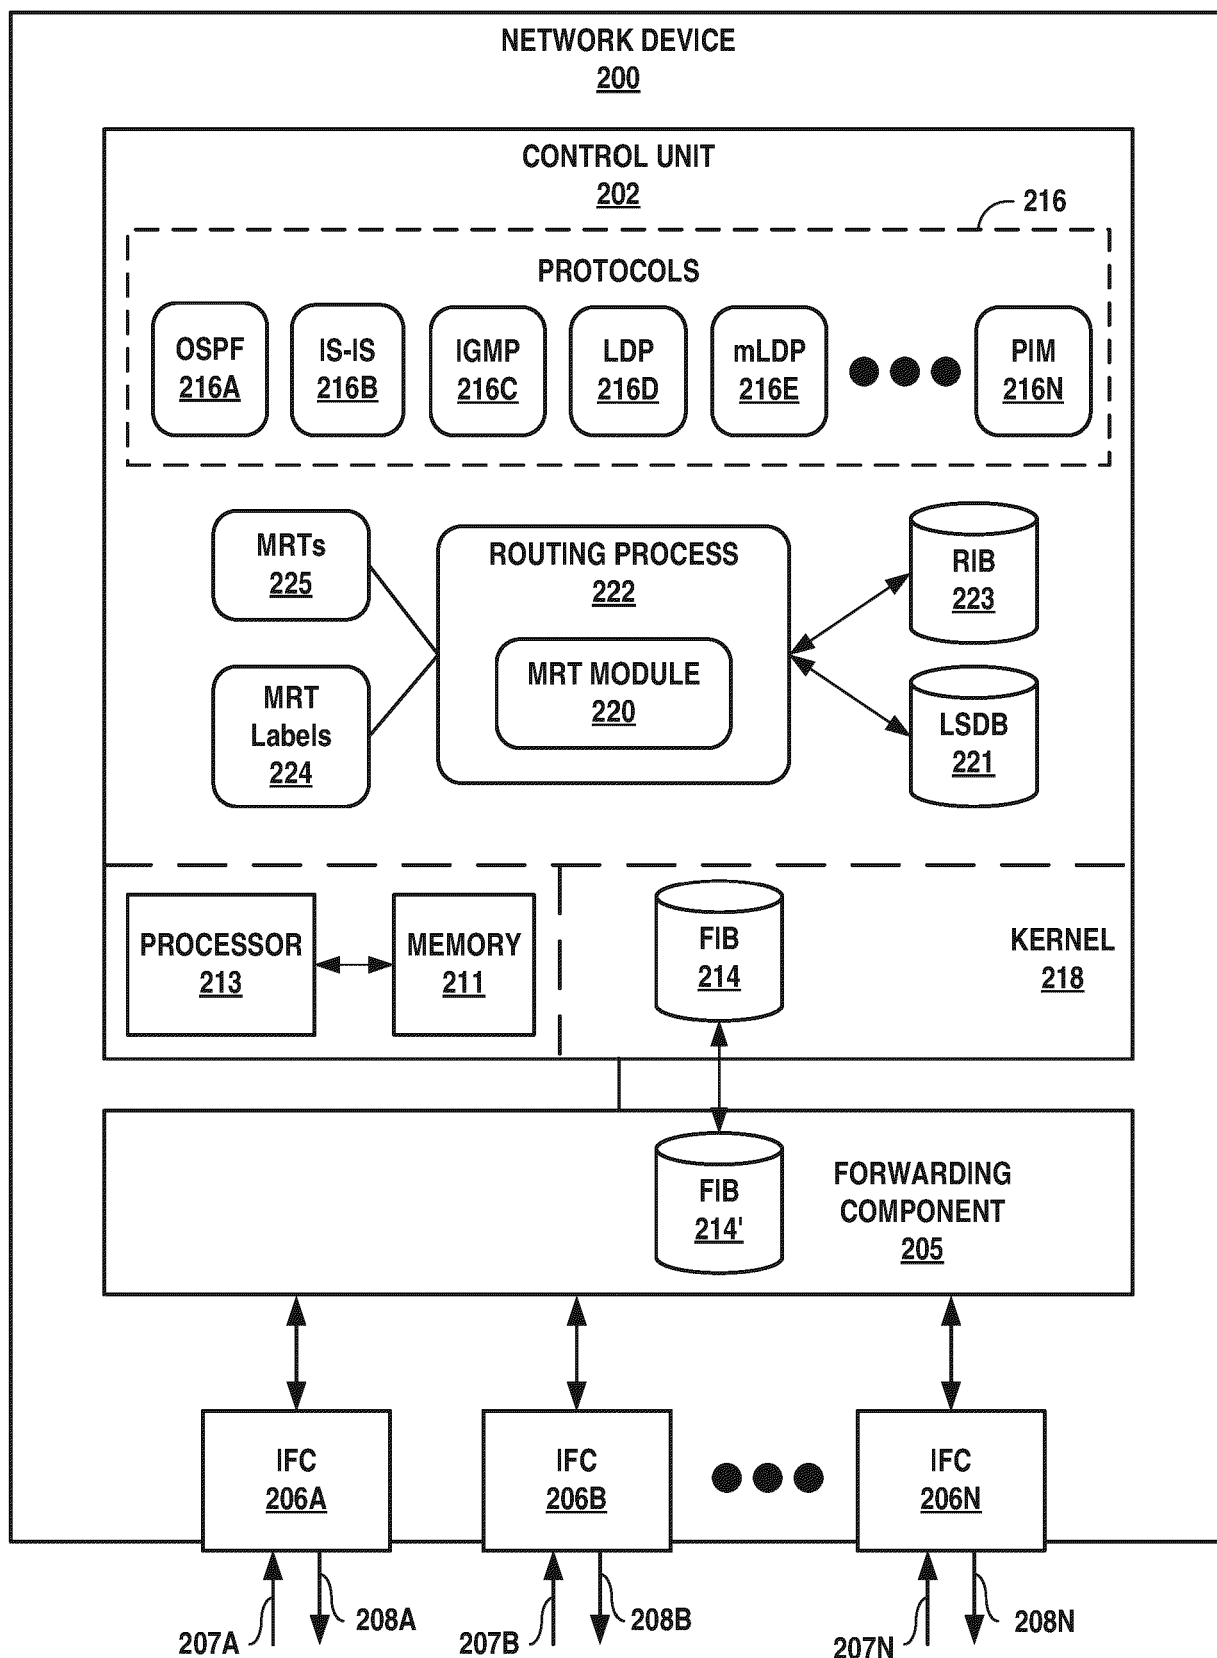 NETWORK DEVICE
200
CONTROL UNIT
202
216
PROTOCOLS
OSPF
216A
IS-IS
216B
IGMP
216C
LDP
216D
mLDP
216E
PIM
216N
MRTs
225
ROUTING PROCESS
222
RIB
223
MRT MODULE
220
MRT
Labels
224
LSDB
221
PROCESSOR
213
MEMORY
211
FIB
214
KERNEL
218
FIB
214'
FORWARDING
COMPONENT
205
IFC
206A
IFC
206B
IFC
206N
207A
208A
207B
208B
207N
208N